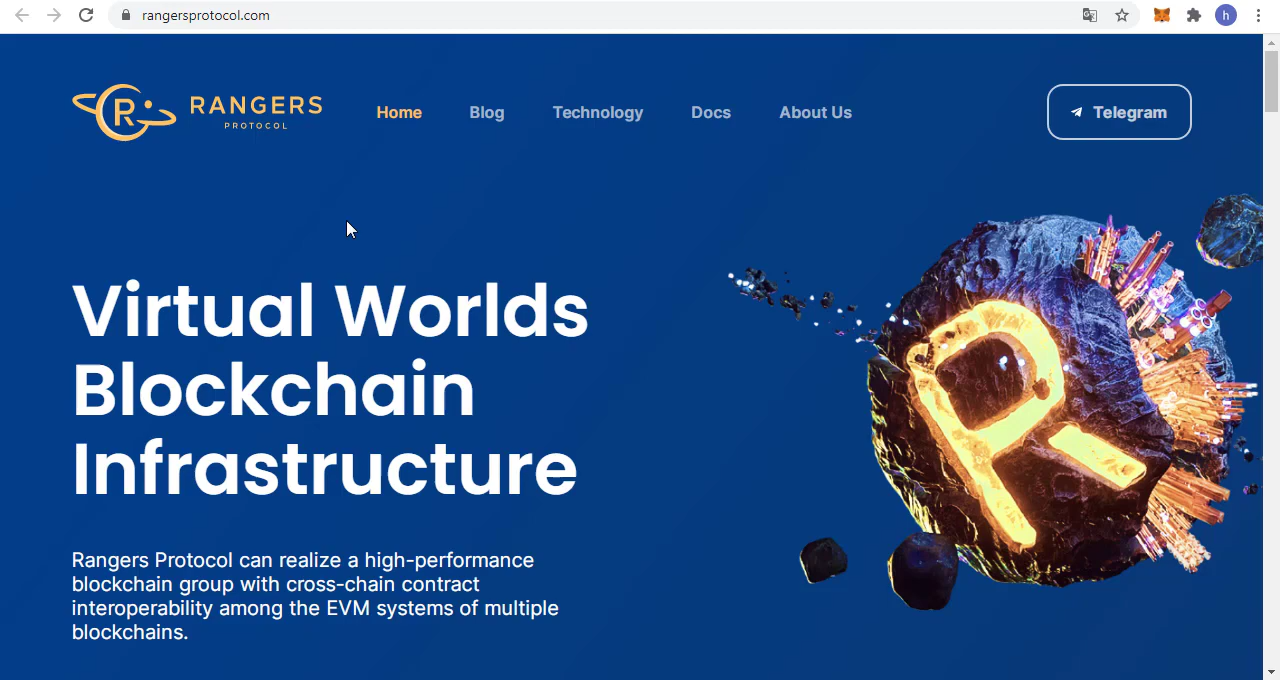 rangersprotocol.com
h
R RANGERS
PROTOCOL
Home Blog Technology Docs About Us
Telegram
Virtual Worlds
Blockchain
Infrastructure
Rangers Protocol can realize a high-performance
blockchain group with cross-chain contract
interoperability among the EVM systems of multiple
blockchains.
R